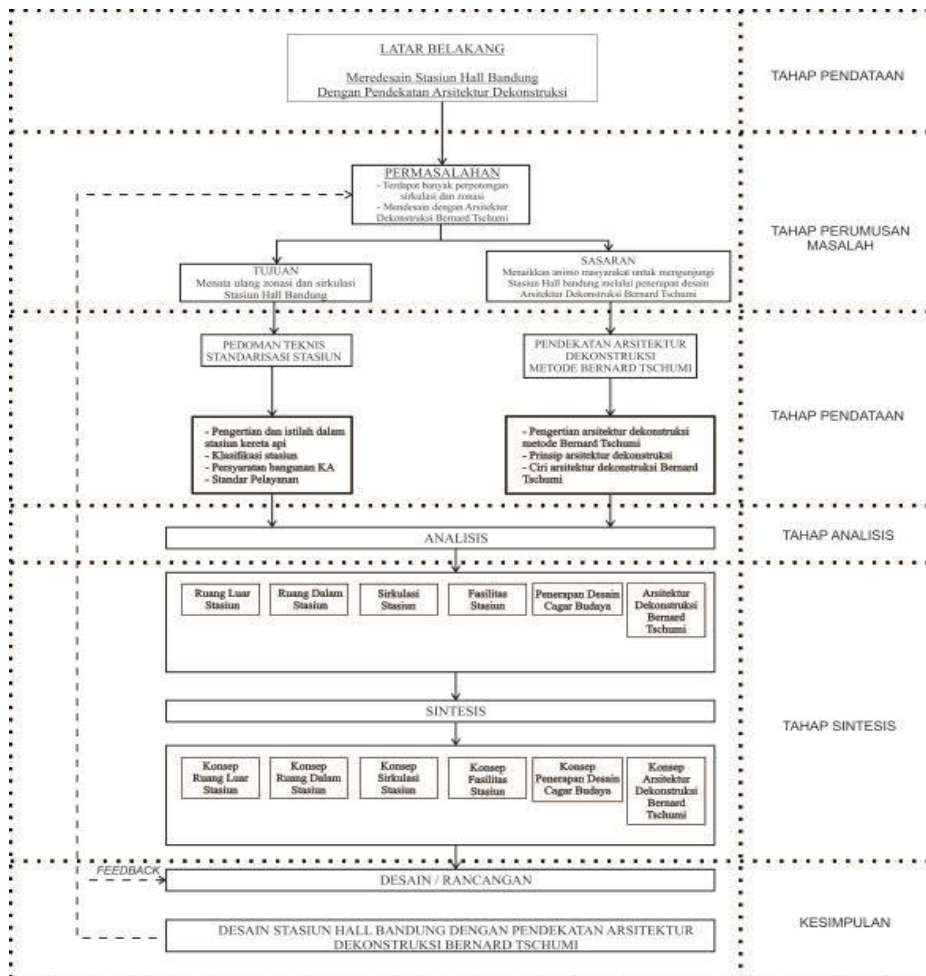 LATAR BELAKANG
Meredesain Stasiun Hall Bandung
Dengan Pendekatan Arsitektur Dekonstruksi
TAHAP PENDATAAN
PERMASALAHAN
- Terdapat banyak perpotongan
sirkulasi dan zonasi
- Mendesain dengan Arsitektur
Dekonstruksi Bernard Tschumi
TAHAP PERUMUSAN
MASALAH
TUJUAN
Menata ulang zonasi dan sirkulasi
Stasiun Hall Bandung
SASARAN
Menaikkan animo masyarakat untuk mengunjungi
Stasiun Hall bandung melalui penerapan desain
Arsitektur Dekonstruksi Bernard Tschumi
PEDOMAN TEKNIS
STANDARISASI STASIUN
PENDEKATAN ARSITEKTUR
DEKONSTRUKSI
METODE BERNARD TSCHUMI
TAHAP PENDATAAN
- Pengertian dan istilah dalam
stasiun kereta api
- Klasifikasi stasiun
- Persyaratan bangunan KA
- Standar Pelayanan
- Pengertian arsitektur dekonstruksi
metode Bernard Tschumi
- Prinsip arsitektur dekonstruksi
- Ciri arsitektur dekonstruksi Bernard
Tschumi
ANALISIS
TAHAP ANALISIS
Ruang Luar
Stasiun
Ruang Dalam
Stasiun
Sirkulasi
Stasiun
Fasilitas
Stasiun
Penerapan Desain
Cagar Budaya
Arsitektur
Dekonstruksi
Bernard
Tschumi
SINTESIS
TAHAP SINTESIS
Konsep
Ruang Luar
Stasiun
Konsep
Ruang Dalam
Stasiun
Konsep
Sirkulasi
Stasiun
Konsep
Fasilitas
Stasiun
Konsep
Penerapan Desain
Cagar Budaya
Konsep
Arsitektur
Dekonstruksi
Bernard
Tschumi
FEEDBACK
DESAIN / RANCANGAN
KESIMPULAN
DESAIN STASIUN HALL BANDUNG DENGAN PENDEKATAN ARSITEKTUR
DEKONSTRUKSI BERNARD TSCHUMI